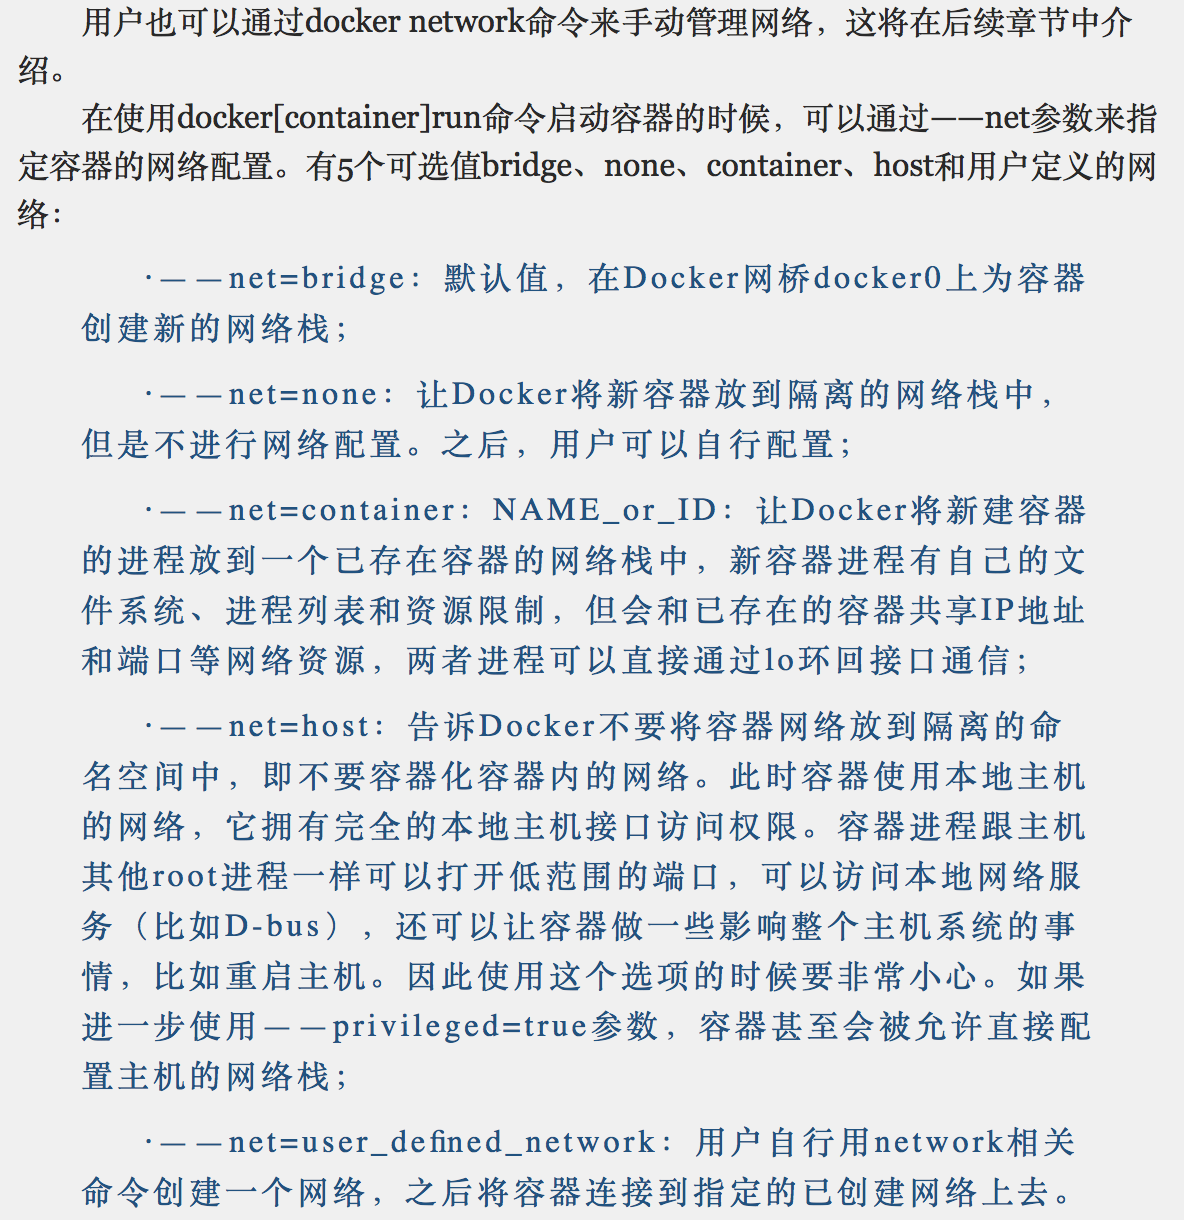 用户也可以通过docker network命令来手动管理网络，这将在后续章节中介
绍。
在使用docker[container]run命令启动容器的时候，可以通过——net参数来指
定容器的网络配置。有5个可选值bridge、none、container、host和用户定义的网
络：
·——net=bridge：默认值，在Docker网桥docker0上为容器
创建新的网络栈；
·——net=none：让Docker将新容器放到隔离的网络栈中，
但是不进行网络配置。之后，用户可以自行配置；
·——net=container：NAME_or_ID：让Docker将新建容器
的进程放到一个已存在容器的网络栈中，新容器进程有自己的文
件系统、进程列表和资源限制，但会和已存在的容器共享IP地址
和端口等网络资源，两者进程可以直接通过lo环回接口通信；
·——net=host：告诉Docker不要将容器网络放到隔离的命
名空间中，即不要容器化容器内的网络。此时容器使用本地主机
的网络，它拥有完全的本地主机接口访问权限。容器进程跟主机
其他root进程一样可以打开低范围的端口，可以访问本地网络服
务（比如D-bus），还可以让容器做一些影响整个主机系统的事
情，比如重启主机。因此使用这个选项的时候要非常小心。如果
进一步使用——privileged=true参数，容器甚至会被允许直接配
置主机的网络栈；
·——net=user_defined_network：用户自行用network相关
命令创建一个网络，之后将容器连接到指定的已创建网络上去。